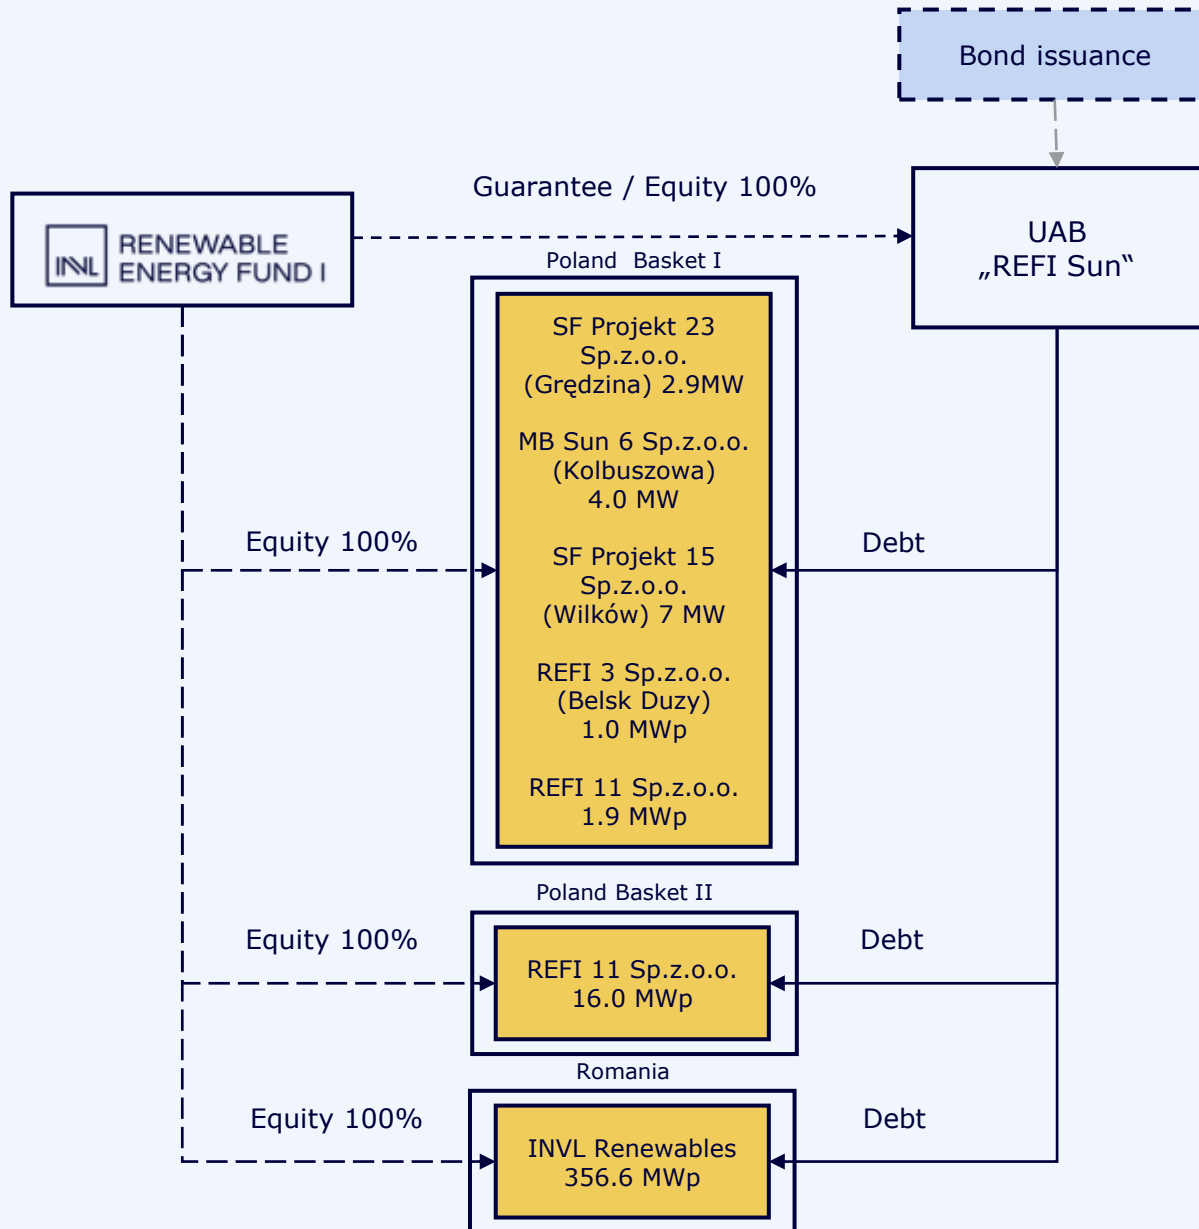 Bond issuance
Guarantee / Equity 100%
INVL
RENEWABLE
ENERGY FUND I
UAB
„REFI Sun“
Poland Basket I
SF Projekt 23
Sp.z.o.o.
(Grędzina) 2.9MW
MB Sun 6 Sp.z.o.o.
(Kolbuszowa)
4.0 MW
Equity 100%
Debt
SF Projekt 15
Sp.z.o.o.
(Wilków) 7 MW
REFI 3 Sp.z.o.o.
(Belsk Duzy)
1.0 MWp
REFI 11 Sp.z.o.o.
1.9 MWp
Poland Basket II
Equity 100%
Debt
REFI 11 Sp.z.o.o.
16.0 MWp
Romania
Equity 100%
Debt
INVL Renewables
356.6 MWp